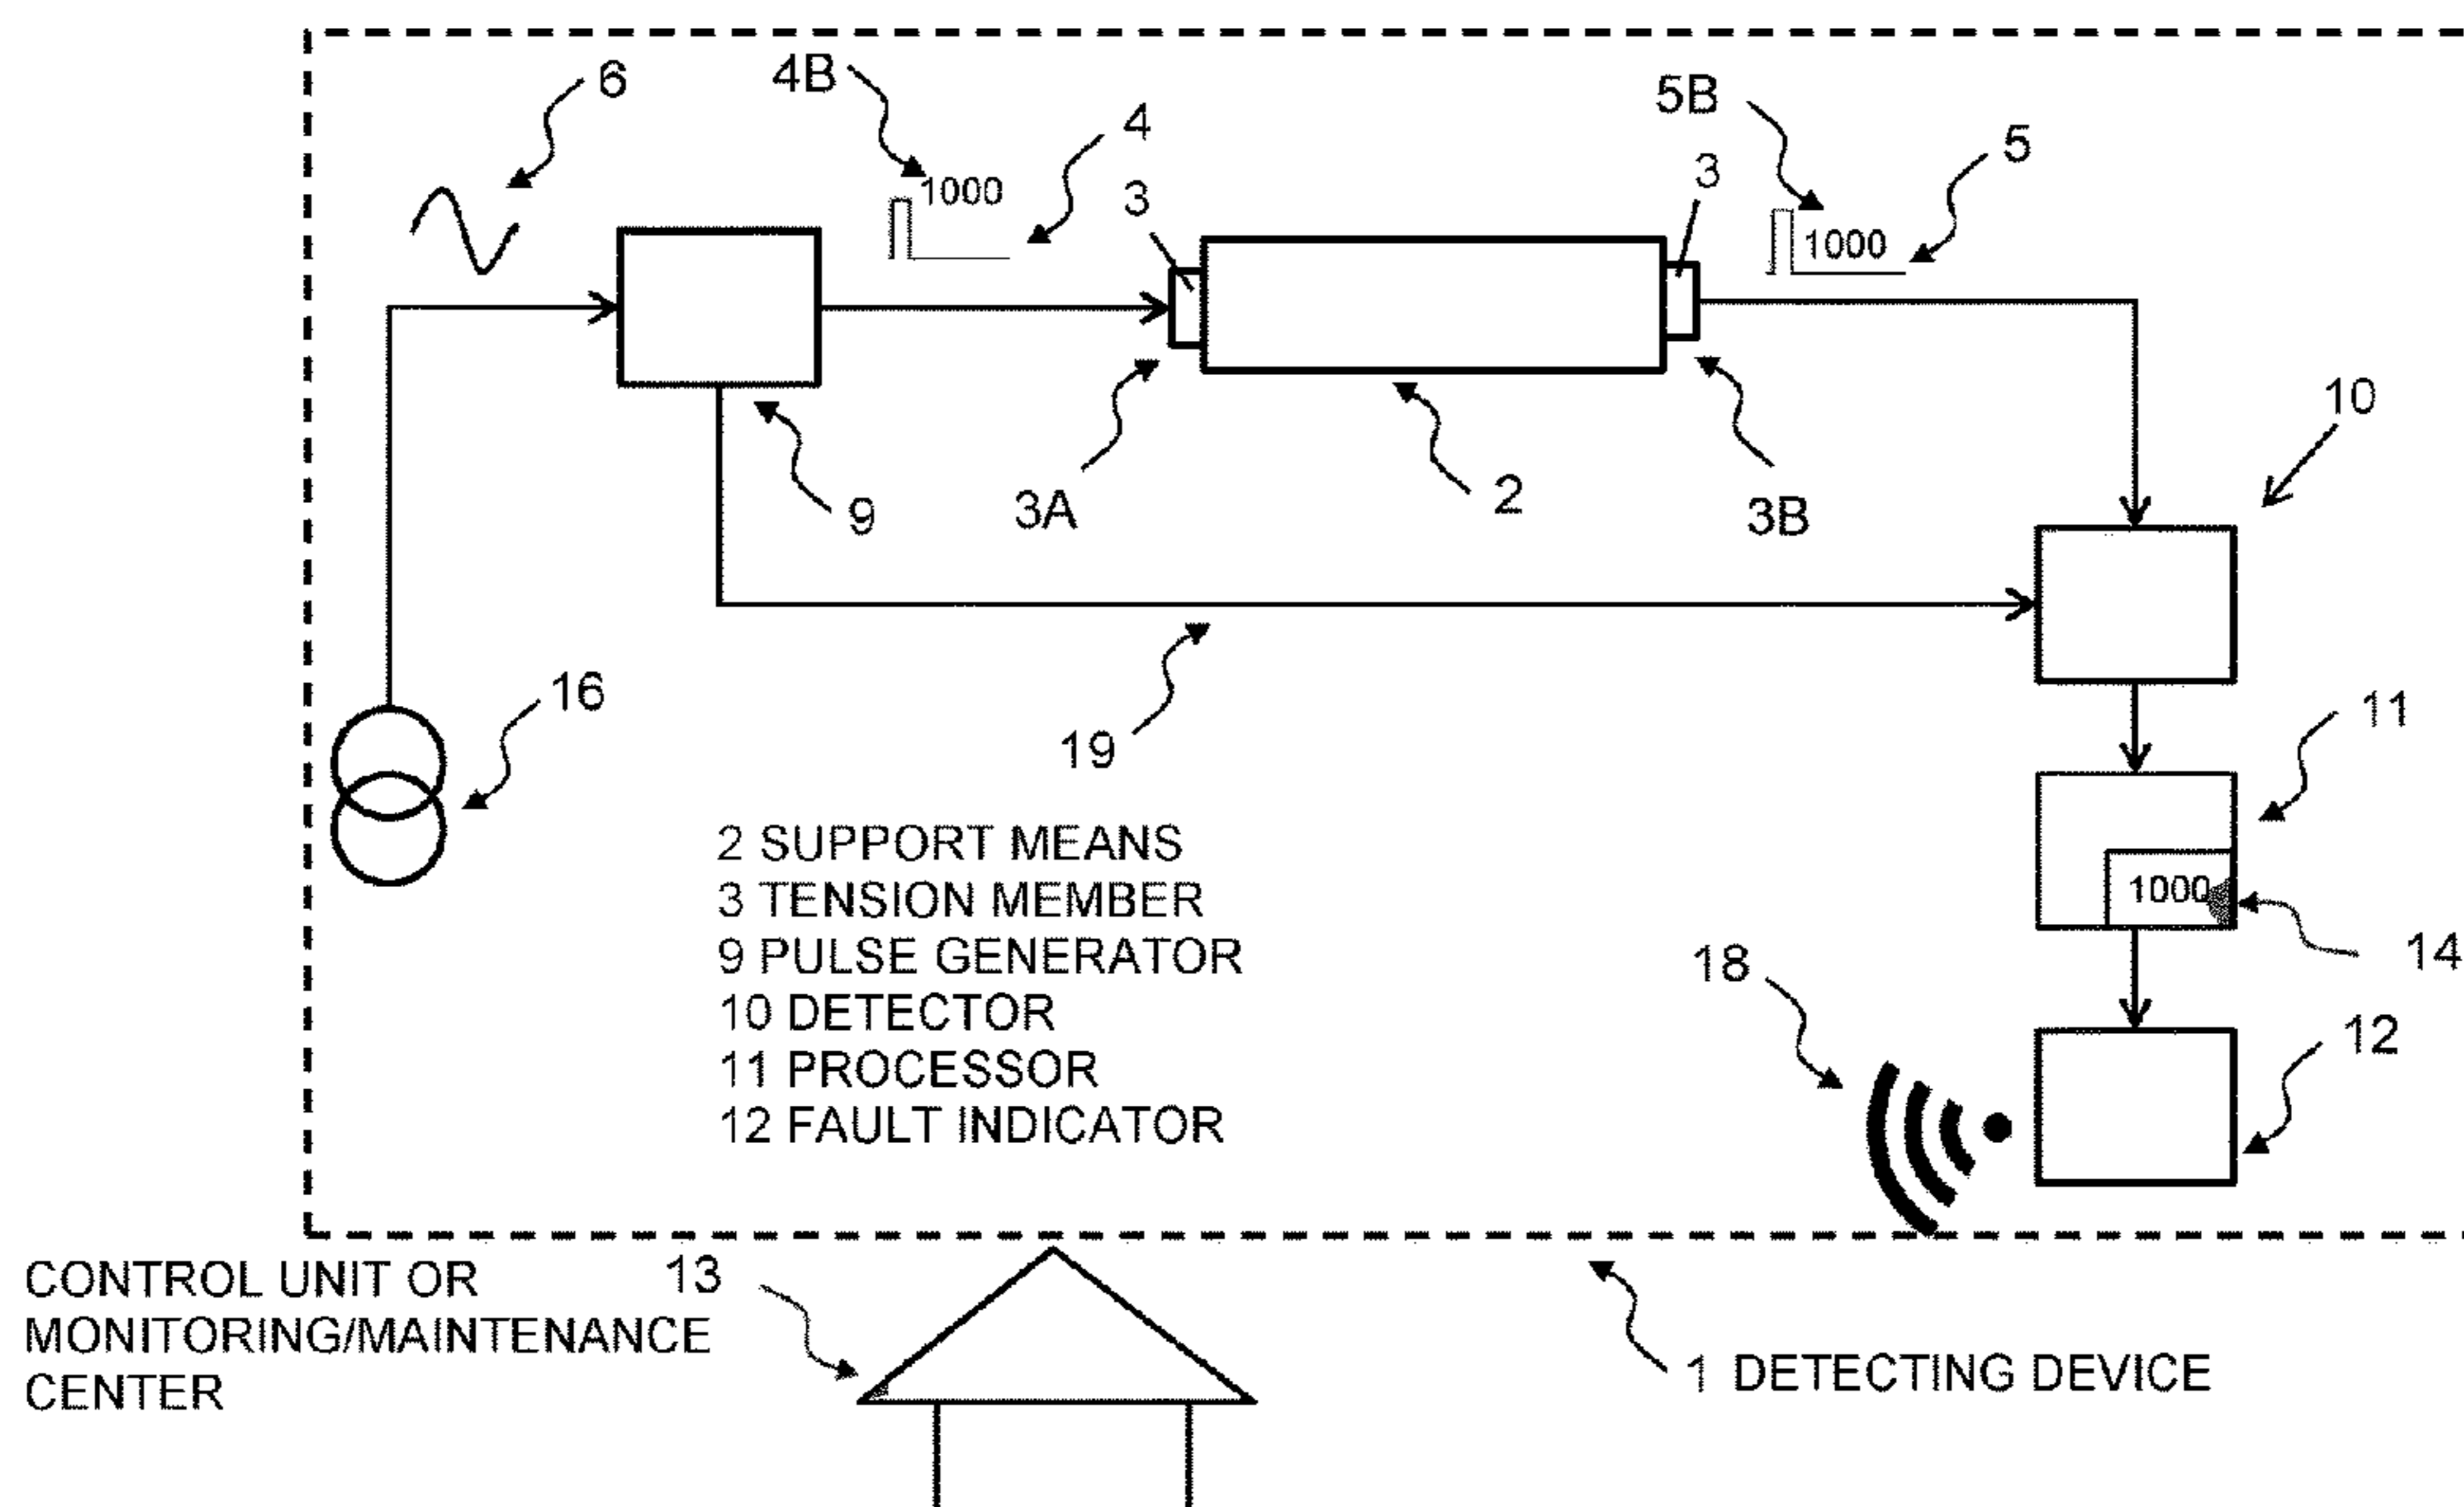 6
4B
4
5B
5
1000
3
3
1000
10
3A
2
3B
9
16
19
11
2 SUPPORT MEANS
3 TENSION MEMBER
9 PULSE GENERATOR
10 DETECTOR
11 PROCESSOR
12 FAULT INDICATOR
1000
14
18
12
CONTROL UNIT OR
MONITORING/MAINTENANCE
CENTER
13
1 DETECTING DEVICE